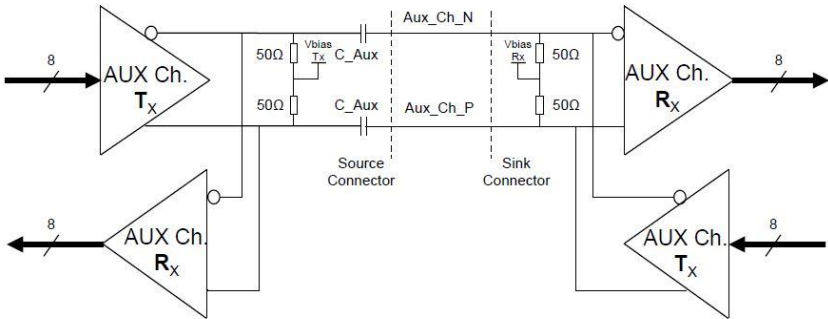 Aux_Ch_N
8
AUX Ch.
TX
50Ω
Vbias
Tx
C_Aux
50Ω
C_Aux
Aux_Ch_P
Vbias
Rx
50Ω
50Ω
AUX Ch.
RX
8
Source
Connector
Sink
Connector
8
AUX Ch.
RX
AUX Ch.
TX
8